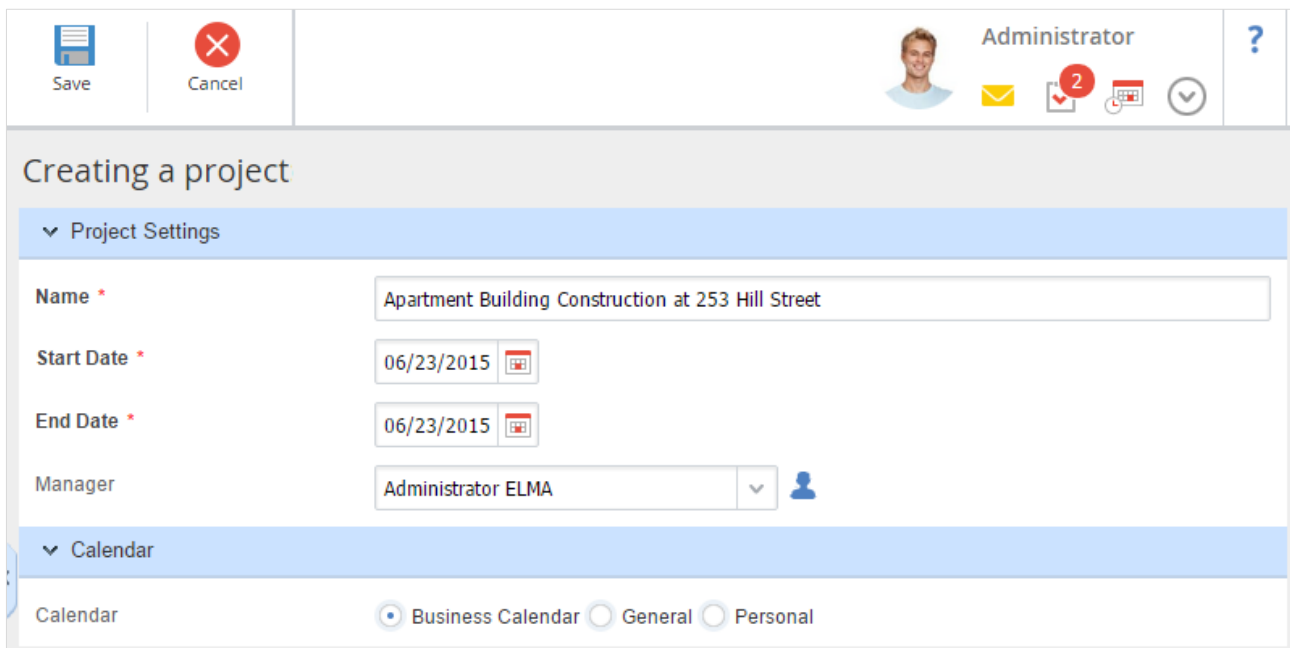 Save
Cancel
Administrator
?
2
Creating a project
Project Settings
Name *
Apartment Building Construction at 253 Hill Street
Start Date *
06/23/2015
End Date *
06/23/2015
Manager
Administrator ELMA
Calendar
Calendar
Business Calendar General Personal